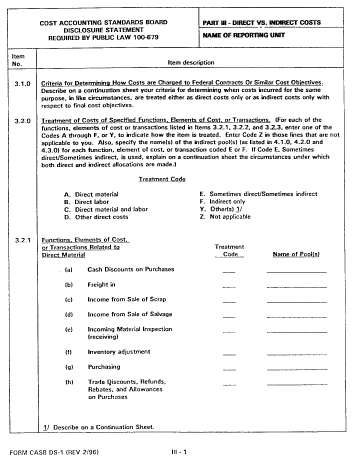 COST ACCOUNTING STANDARDS BOARD
DISCLOSURE STATEMENT
REQUIRED BY PUBLIC LAW 100-679
PART III - DIRECT VS. INDIRECT COSTS
NAME OF REPORTING UNIT
Item
No.
Item description
3.1.0
Criteria for Determining How Costs are Charged to Federal Contracts Or Similar Cost Objectives.
Describe on a continuation sheet your criteria for determining when costs incurred for the same
purpose, in like circumstances, are treated either as direct costs only or as indirect costs only with
respect to final cost objectives.
3.2.0
Treatment of Costs of Specified Functions, Elements of Cost, or Transactions. (For each of the
functions, elements of cost or transactions listed in Items 3.2.1, 3.2.2, and 3.2.3, enter one of the
Codes A through F, or Y, to indicate how the item is treated. Enter Code Z in those lines that are not
applicable to you. Also, specify the name(s) of the indirect pool(s) (as listed in 4.1.0, 4.2.0 and
4.3.0) for each function, element of cost, or transaction coded E or F. If Code E, Sometimes
direct/Sometimes indirect, is used, explain on a continuation sheet the circumstances under which
both direct and indirect allocations are made.)
Treatment Code
A. Direct material
B. Direct labor
C. Direct material and labor
D. Other direct costs
E. Sometimes direct/Sometimes indirect
F. Indirect only
Y. Other(s) 1/
Z. Not applicable
3.2.1
Functions, Elements of Cost,
or Transactions Related to
Direct Material
Treatment
Code
Name of Pool(s)
(a) Cash Discounts on Purchases
(b) Freight in
(c) Income from Sale of Scrap
(d) Income from Sale of Salvage
(e) Incoming Material Inspection
(receiving)
(f) Inventory adjustment
(g) Purchasing
(h) Trade Discounts, Refunds,
Rebates, and Allowances
on Purchases
1/ Describe on a Continuation Sheet.
FORM CASB DS-1 (REV 2/96)
III - 1